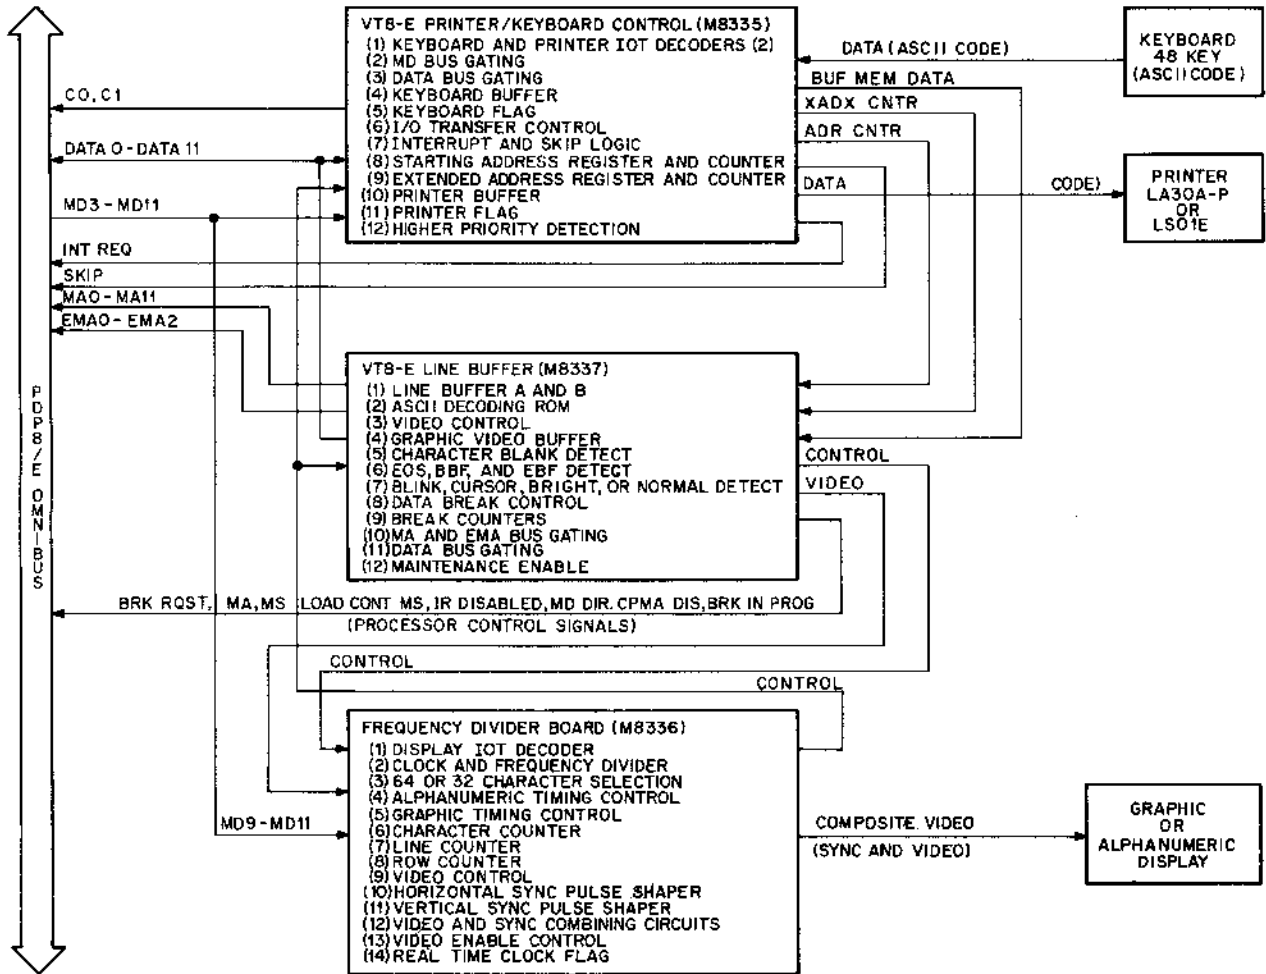 VT8-E PRINTER/KEYBOARD CONTROL (M8335)
(1) KEYBOARD AND PRINTER IOT DECODERS (2)
(2) MD BUS GATING
(3) DATA BUS GATING
(4) KEYBOARD BUFFER
(5) KEYBOARD FLAG
(6) I/O TRANSFER CONTROL
(7) INTERRUPT AND SKIP LOGIC
(8) STARTING ADDRESS REGISTER AND COUNTER
(9) EXTENDED ADDRESS REGISTER AND COUNTER
(10) PRINTER BUFFER
(11) PRINTER FLAG
(12) HIGHER PRIORITY DETECTION
DATA (ASCII CODE)
BUF MEM DATA
XADX CNTR
ADR CNTR
DATA
CODE)
KEYBOARD
48 KEY
(ASCII CODE)
PRINTER
LA30A-P
OR
LS01E
CO, C1
DATA 0 - DATA 11
MD3 - MD11
INT REQ
SKIP
MA0 - MA11
EMA0 - EMA2
PDP8/E OMNI-BUS
VT8-E LINE BUFFER (M8337)
(1) LINE BUFFER A AND B
(2) ASCII DECODING ROM
(3) VIDEO CONTROL
(4) GRAPHIC VIDEO BUFFER
(5) CHARACTER BLANK DETECT
(6) EOS, BBF, AND EBF DETECT
(7) BLINK, CURSOR, BRIGHT, OR NORMAL DETECT
(8) DATA BREAK CONTROL
(9) BREAK COUNTERS
(10) MA AND EMA BUS GATING
(11) DATA BUS GATING
(12) MAINTENANCE ENABLE
CONTROL
VIDEO
BRK RQST, MA, MS LOAD CONT MS, IR DISABLED, MD DIR. CPMA DIS, BRK IN PROG
(PROCESSOR CONTROL SIGNALS)
CONTROL
CONTROL
FREQUENCY DIVIDER BOARD (M8336)
(1) DISPLAY IOT DECODER
(2) CLOCK AND FREQUENCY DIVIDER
(3) 64 OR 32 CHARACTER SELECTION
(4) ALPHANUMERIC TIMING CONTROL
(5) GRAPHIC TIMING CONTROL
(6) CHARACTER COUNTER
(7) LINE COUNTER
(8) ROW COUNTER
(9) VIDEO CONTROL
(10) HORIZONTAL SYNC PULSE SHAPER
(11) VERTICAL SYNC PULSE SHAPER
(12) VIDEO AND SYNC COMBINING CIRCUITS
(13) VIDEO ENABLE CONTROL
(14) REAL TIME CLOCK FLAG
MD9 - MD11
COMPOSITE VIDEO
(SYNC AND VIDEO)
GRAPHIC
OR
ALPHANUMERIC
DISPLAY